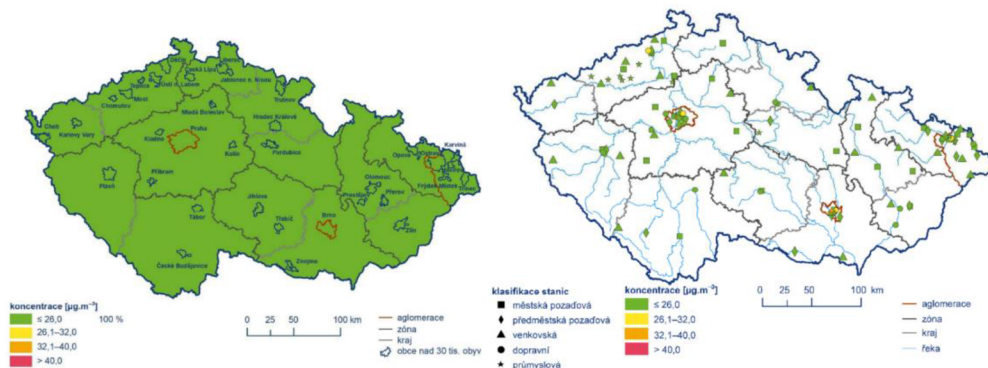 Děčín
Liberec
Teplice
Česká Lípa
Ústí n. Labem
Jablonec n. Nisou
Most
Chomutov
Trutnov
Cheb
Karlovy Vary
Mladá Boleslav
Hradec Králové
Kladno
Praha
Kolín
Pardubice
Plzeň
Příbram
Opava
Karviná
Olomouc
Frýdek-Místek
Třinec
Prostějov
Přerov
Jihlava
Tábor
Třebíč
Brno
Zlín
České Budějovice
Znojmo
koncentrace [µg.m⁻³]
≤ 26,0 100 %
26,1–32,0
32,1–40,0
> 40,0
0 25 50 100 km
aglomerace
zóna
kraj
obce nad 30 tis. obyv
klasifikace stanic
městská pozaďová
předměstská pozaďová
venkovská
dopravní
průmyslová
koncentrace [µg.m⁻³]
≤ 26,0
26,1–32,0
32,1–40,0
> 40,0
0 25 50 100 km
aglomerace
zóna
kraj
řeka